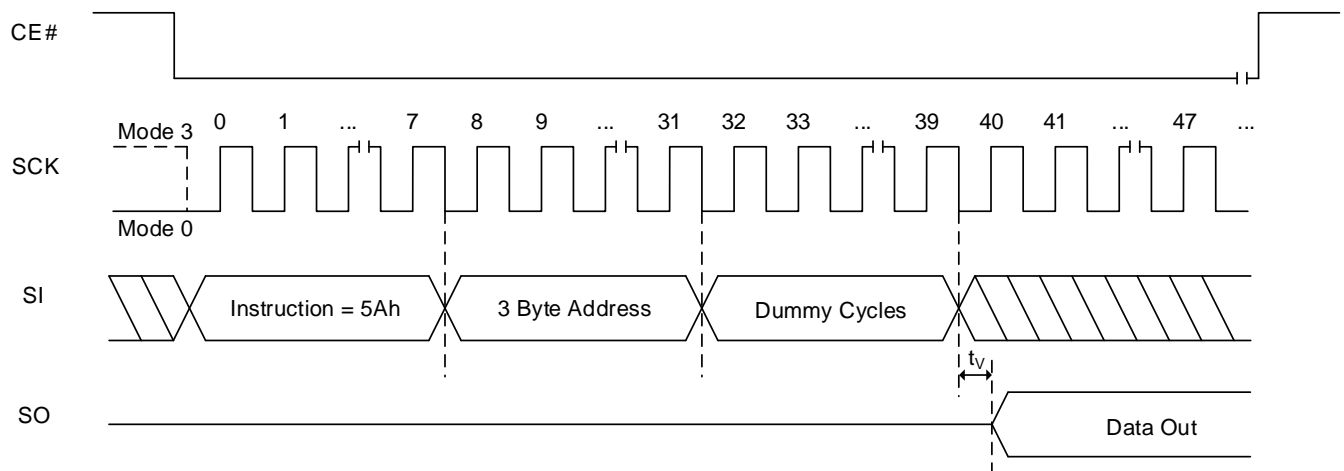 CE#
0 1 ... 7 8 9 ... 31 32 33 ... 39 40 41 ... 47 ...
Mode 3
SCK
Mode 0
SI
Instruction = 5Ah
3 Byte Address
Dummy Cycles
tV
SO
Data Out